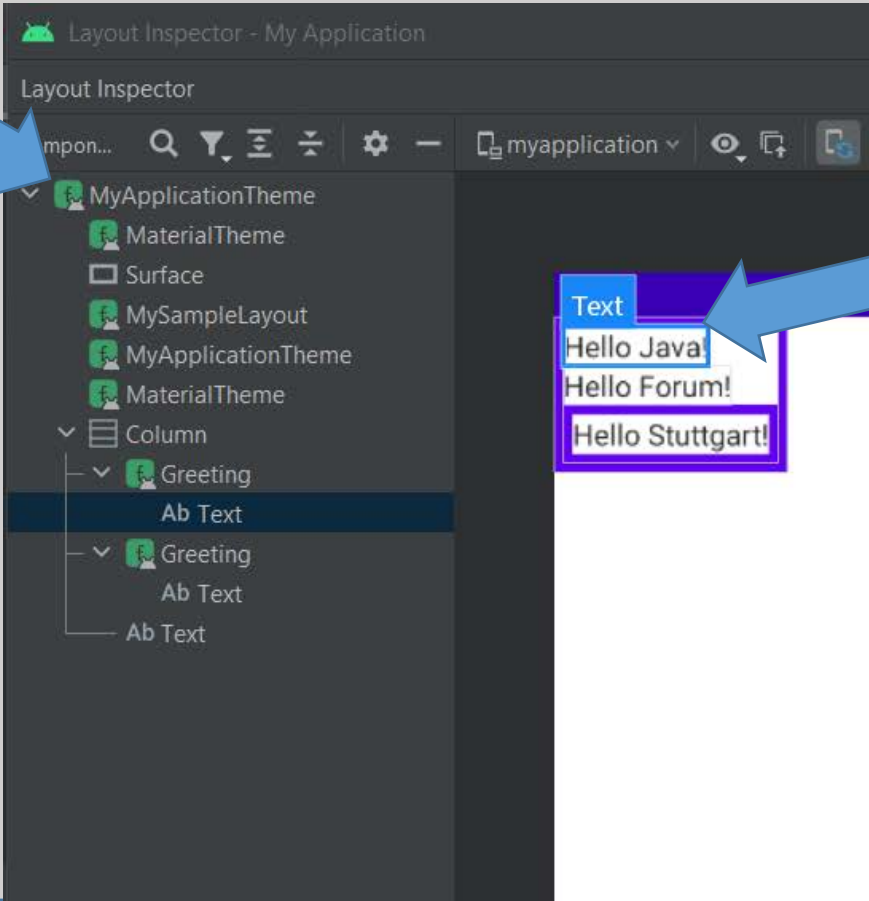 Layout Inspector - My Application
Layout Inspector
mpon...
myapplication
MyApplicationTheme
MaterialTheme
Surface
MySampleLayout
MyApplicationTheme
MaterialTheme
Column
Greeting
Ab Text
Greeting
Ab Text
Ab Text
Text
Hello Java!
Hello Forum!
Hello Stuttgart!